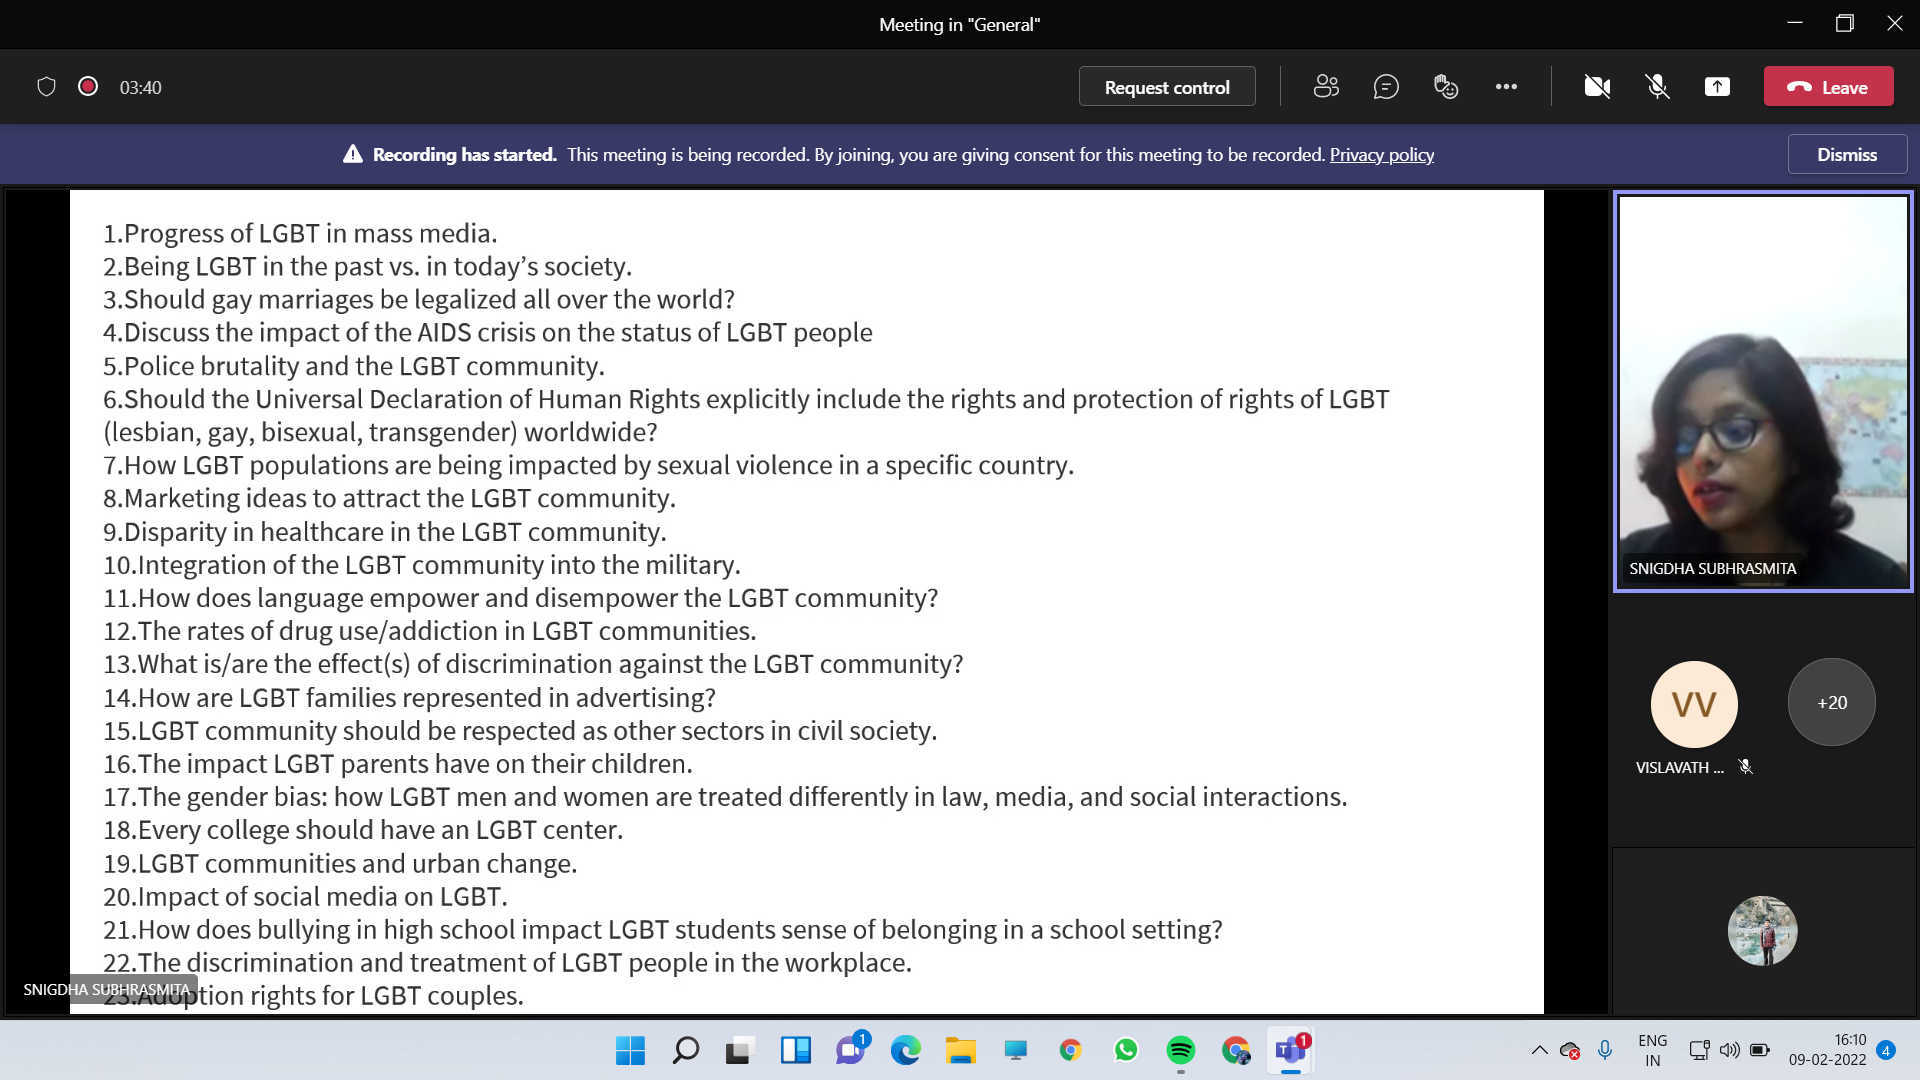 Meeting in "General"
03:40
Request control
Leave
Recording has started. This meeting is being recorded. By joining, you are giving consent for this meeting to be recorded. Privacy policy
Dismiss
1.Progress of LGBT in mass media.
2.Being LGBT in the past vs. in today’s society.
3.Should gay marriages be legalized all over the world?
4.Discuss the impact of the AIDS crisis on the status of LGBT people
5.Police brutality and the LGBT community.
6.Should the Universal Declaration of Human Rights explicitly include the rights and protection of rights of LGBT
(lesbian, gay, bisexual, transgender) worldwide?
7.How LGBT populations are being impacted by sexual violence in a specific country.
8.Marketing ideas to attract the LGBT community.
9.Disparity in healthcare in the LGBT community.
10.Integration of the LGBT community into the military.
11.How does language empower and disempower the LGBT community?
12.The rates of drug use/addiction in LGBT communities.
13.What is/are the effect(s) of discrimination against the LGBT community?
14.How are LGBT families represented in advertising?
15.LGBT community should be respected as other sectors in civil society.
16.The impact LGBT parents have on their children.
17.The gender bias: how LGBT men and women are treated differently in law, media, and social interactions.
18.Every college should have an LGBT center.
19.LGBT communities and urban change.
20.Impact of social media on LGBT.
21.How does bullying in high school impact LGBT students sense of belonging in a school setting?
22.The discrimination and treatment of LGBT people in the workplace.
23.Adoption rights for LGBT couples.
SNIGDHA SUBHRASMITA
SNIGDHA SUBHRASMITA
VV
+20
VISLAVATH ...
1
T
1
ENG
IN
16:10
09-02-2022
4